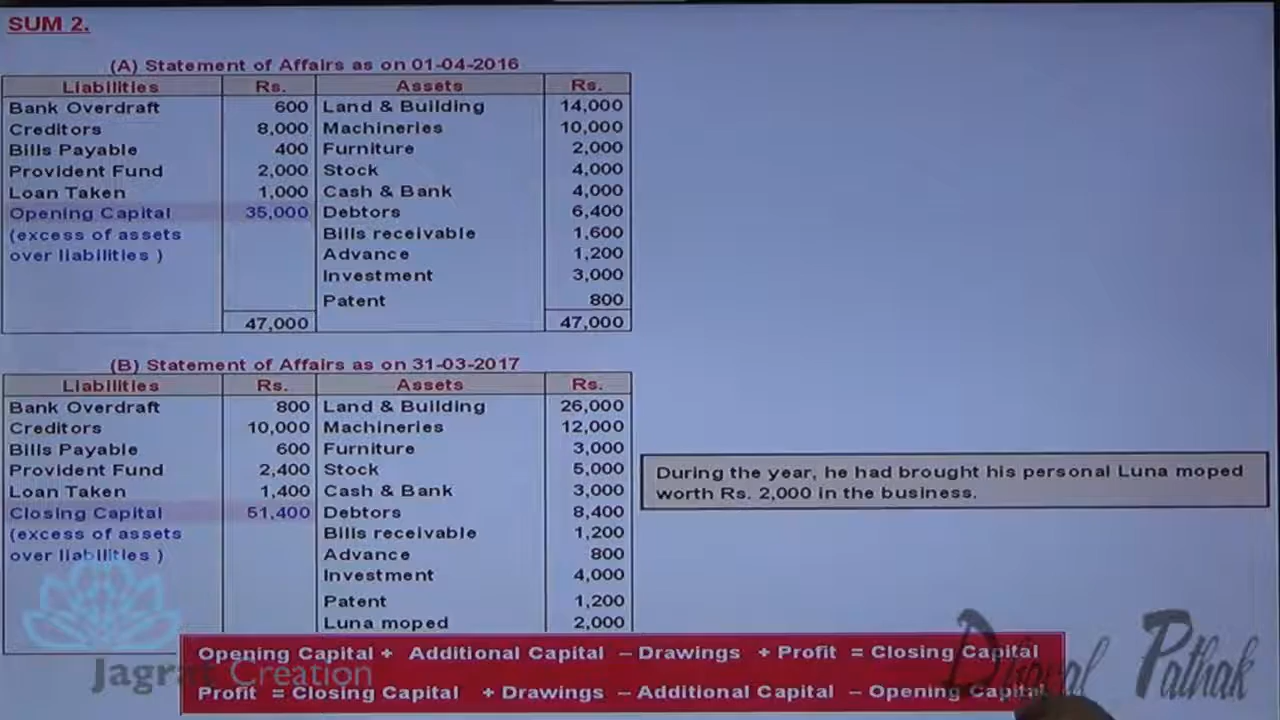 SUM 2.
(A) Statement of Affairs as on 01-04-2016
Liabilities Rs. Assets Rs.
Bank Overdraft 600 Land & Building 14,000
Creditors 8,000 Machineries 10,000
Bills Payable 400 Furniture 2,000
Provident Fund 2,000 Stock 4,000
Loan Taken 1,000 Cash & Bank 4,000
Opening Capital 35,000 Debtors 6,400
(excess of assets Bills receivable 1,600
over liabilities ) Advance 1,200
Investment 3,000
Patent 800
47,000 47,000
(B) Statement of Affairs as on 31-03-2017
Liabilities Rs. Assets Rs.
Bank Overdraft 800 Land & Building 26,000
Creditors 10,000 Machineries 12,000
Bills Payable 600 Furniture 3,000
Provident Fund 2,400 Stock 5,000
Loan Taken 1,400 Cash & Bank 3,000
Closing Capital 51,400 Debtors 8,400
(excess of assets Bills receivable 1,200
over liabilities ) Advance 800
Investment 4,000
Patent 1,200
Luna moped 2,000
During the year, he had brought his personal Luna moped
worth Rs. 2,000 in the business.
Opening Capital + Additional Capital – Drawings + Profit = Closing Capital
Profit = Closing Capital + Drawings – Additional Capital – Opening Capital
Jagrat Creation
Pathak